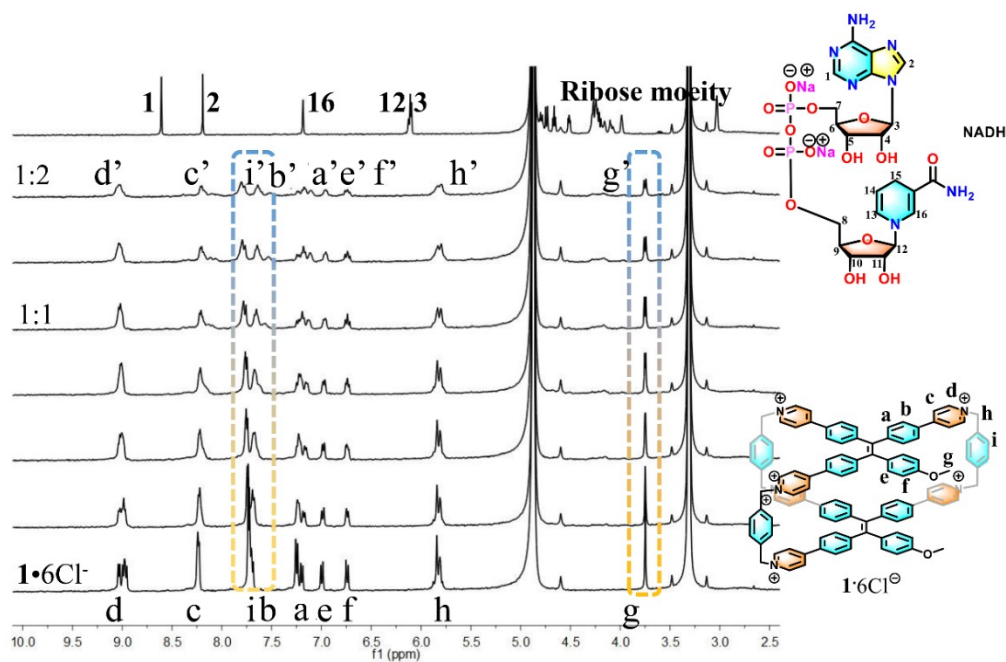 1 2 16 12 3 Ribose moeity
1:2 d’ c’ i’ b’ a’ e’ f’ h’ g’
1:1
1•6Cl-
d c i b a e f h g
10.0 9.5 9.0 8.5 8.0 7.5 7.0 6.5 6.0 5.5 5.0 4.5 4.0 3.5 3.0 2.5
f1 (ppm)
NH2
N N
1 2
N N
⊖⊕
ONa
O=P O 7 O
6 3
O 5 4
O=P ONa OH OH
⊖⊕
NADH
O
15
14 NH2
O 13 N 16
8
O 12
9 10 11
OH OH
c d ⊕ N
⊕ N a b h
i
g
O
e f
N ⊕ N ⊕
N ⊕ N ⊕
O
1·6Cl⊖